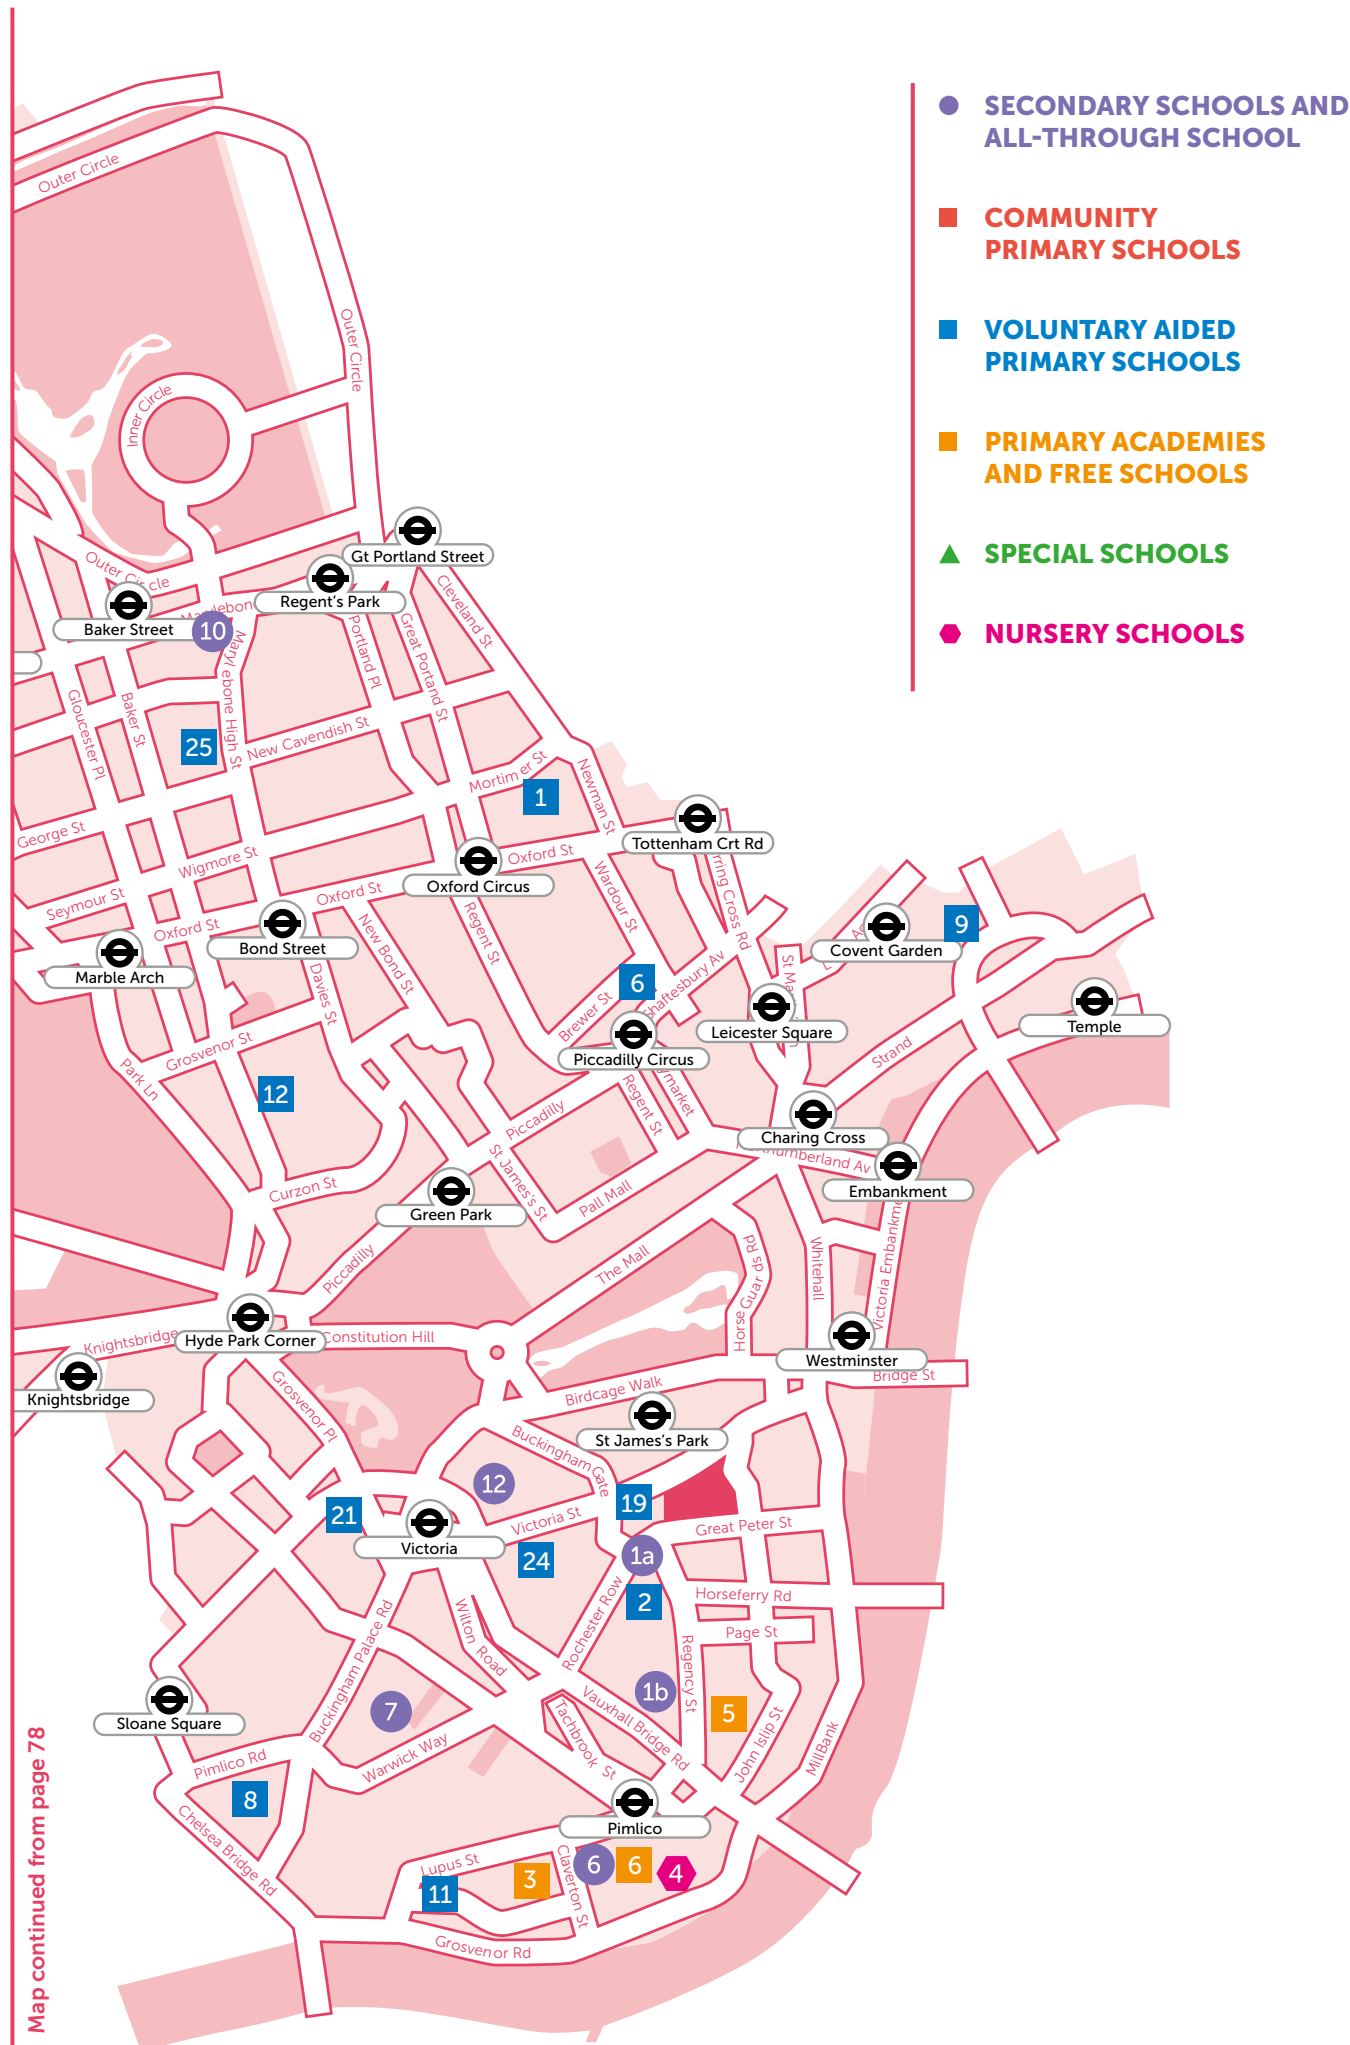 SECONDARY SCHOOLS AND
ALL-THROUGH SCHOOL
COMMUNITY
PRIMARY SCHOOLS
VOLUNTARY AIDED
PRIMARY SCHOOLS
PRIMARY ACADEMIES
AND FREE SCHOOLS
SPECIAL SCHOOLS
NURSERY SCHOOLS
Outer Circle
Outer Circle
Inner Circle
Gt Portland Street
Outer Circle
Regent's Park
Cleveland St
Baker Street
10
Portland Pl
Great Portand St
Marylebone High St
Gloucester Pl
Baker St
25
New Cavendish St
Mortimer St
1
Newman St
George St
Tottenham Crt Rd
Wigmore St
Oxford St
Oxford Circus
Wardour St
Seymour St
Oxford St
Oxford St
Bond Street
New Bond St
Regent St
9
Covent Garden
Marble Arch
Davies St
6
Shaftesbury Av
Brewer St
Leicester Square
Temple
Piccadilly Circus
Grosvenor St
Strand
Park Ln
12
Regent St
Piccadilly
Charing Cross
St James's St
Curzon St
Pall Mall
Embankment
Green Park
Piccadilly
The Mall
Horse Guards Rd
Whitehall
Knightsbridge
Hyde Park Corner
Constitution Hill
Westminster
Bridge St
Knightsbridge
Grosvenor Pl
Birdcage Walk
St James's Park
Buckingham Gate
12
21
19
Victoria
Victoria St
Great Peter St
24
1a
Horseferry Rd
2
Rochester Row
Page St
Wilton Road
Buckingham Palace Rd
Regency St
1b
7
5
Sloane Square
Vauxhall Bridge Rd
Tachbrook St
John Islip St
MillBank
Pimlico Rd
Warwick Way
8
Pimlico
Chelsea Bridge Rd
Lupus St
Claverton St
11
3
6
6
4
Grosvenor Rd
Map continued from page 78